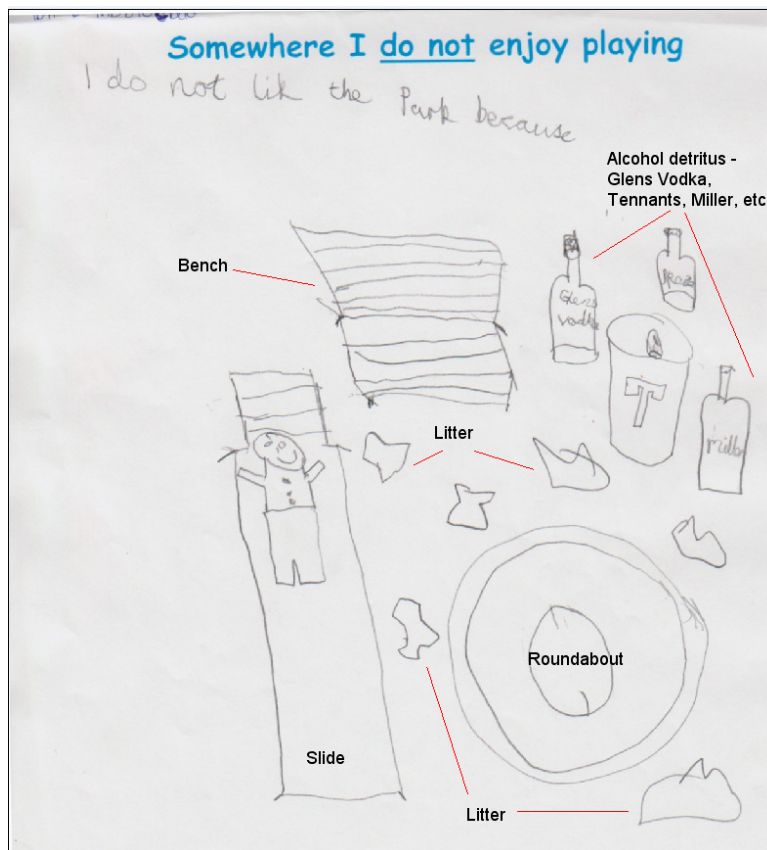 Somewhere I do not enjoy playing
I do not lik the Park because
Alcohol detritus -
Glens Vodka,
Tennants, Miller, etc
Bench
Glens
vodka
T
mille
Litter
Roundabout
Slide
Litter